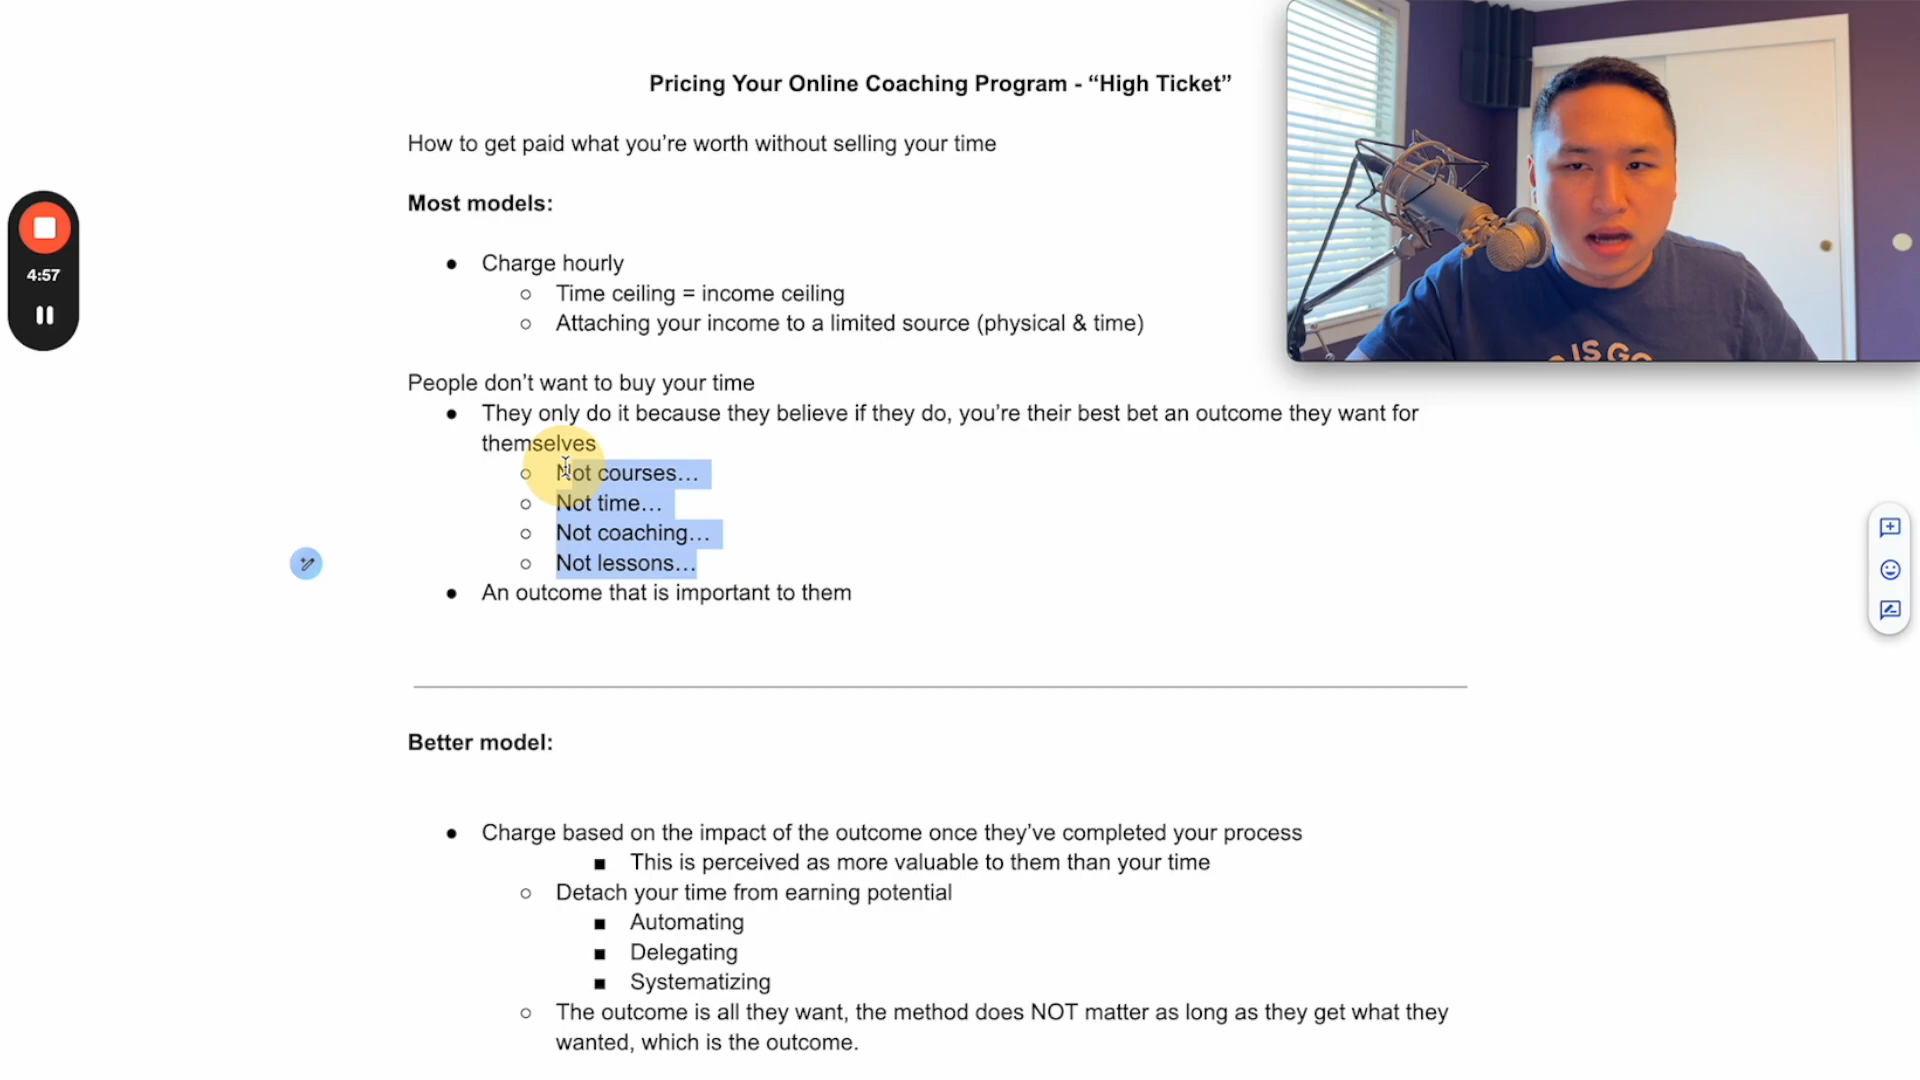 Pricing Your Online Coaching Program - “High Ticket”
How to get paid what you’re worth without selling your time
Most models:
● Charge hourly
○ Time ceiling = income ceiling
○ Attaching your income to a limited source (physical & time)
4:57
People don’t want to buy your time
● They only do it because they believe if they do, you’re their best bet an outcome they want for
themselves
○ Not courses…
○ Not time…
○ Not coaching…
○ Not lessons…
● An outcome that is important to them
Better model:
● Charge based on the impact of the outcome once they’ve completed your process
■ This is perceived as more valuable to them than your time
○ Detach your time from earning potential
■ Automating
■ Delegating
■ Systematizing
○ The outcome is all they want, the method does NOT matter as long as they get what they
wanted, which is the outcome.